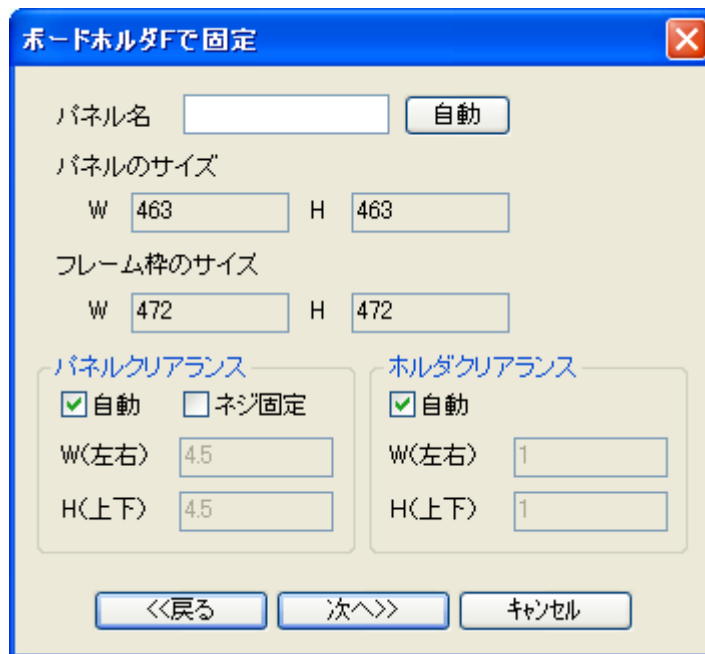 ボードホルダFで固定
パネル名 自動
パネルのサイズ
W 463 H 463
フレーム枠のサイズ
W 472 H 472
パネルクリアランス
自動 ネジ固定
W(左右) 4.5
H(上下) 4.5
ホルダクリアランス
自動
W(左右) 1
H(上下) 1
<<戻る 次へ>> キャンセル